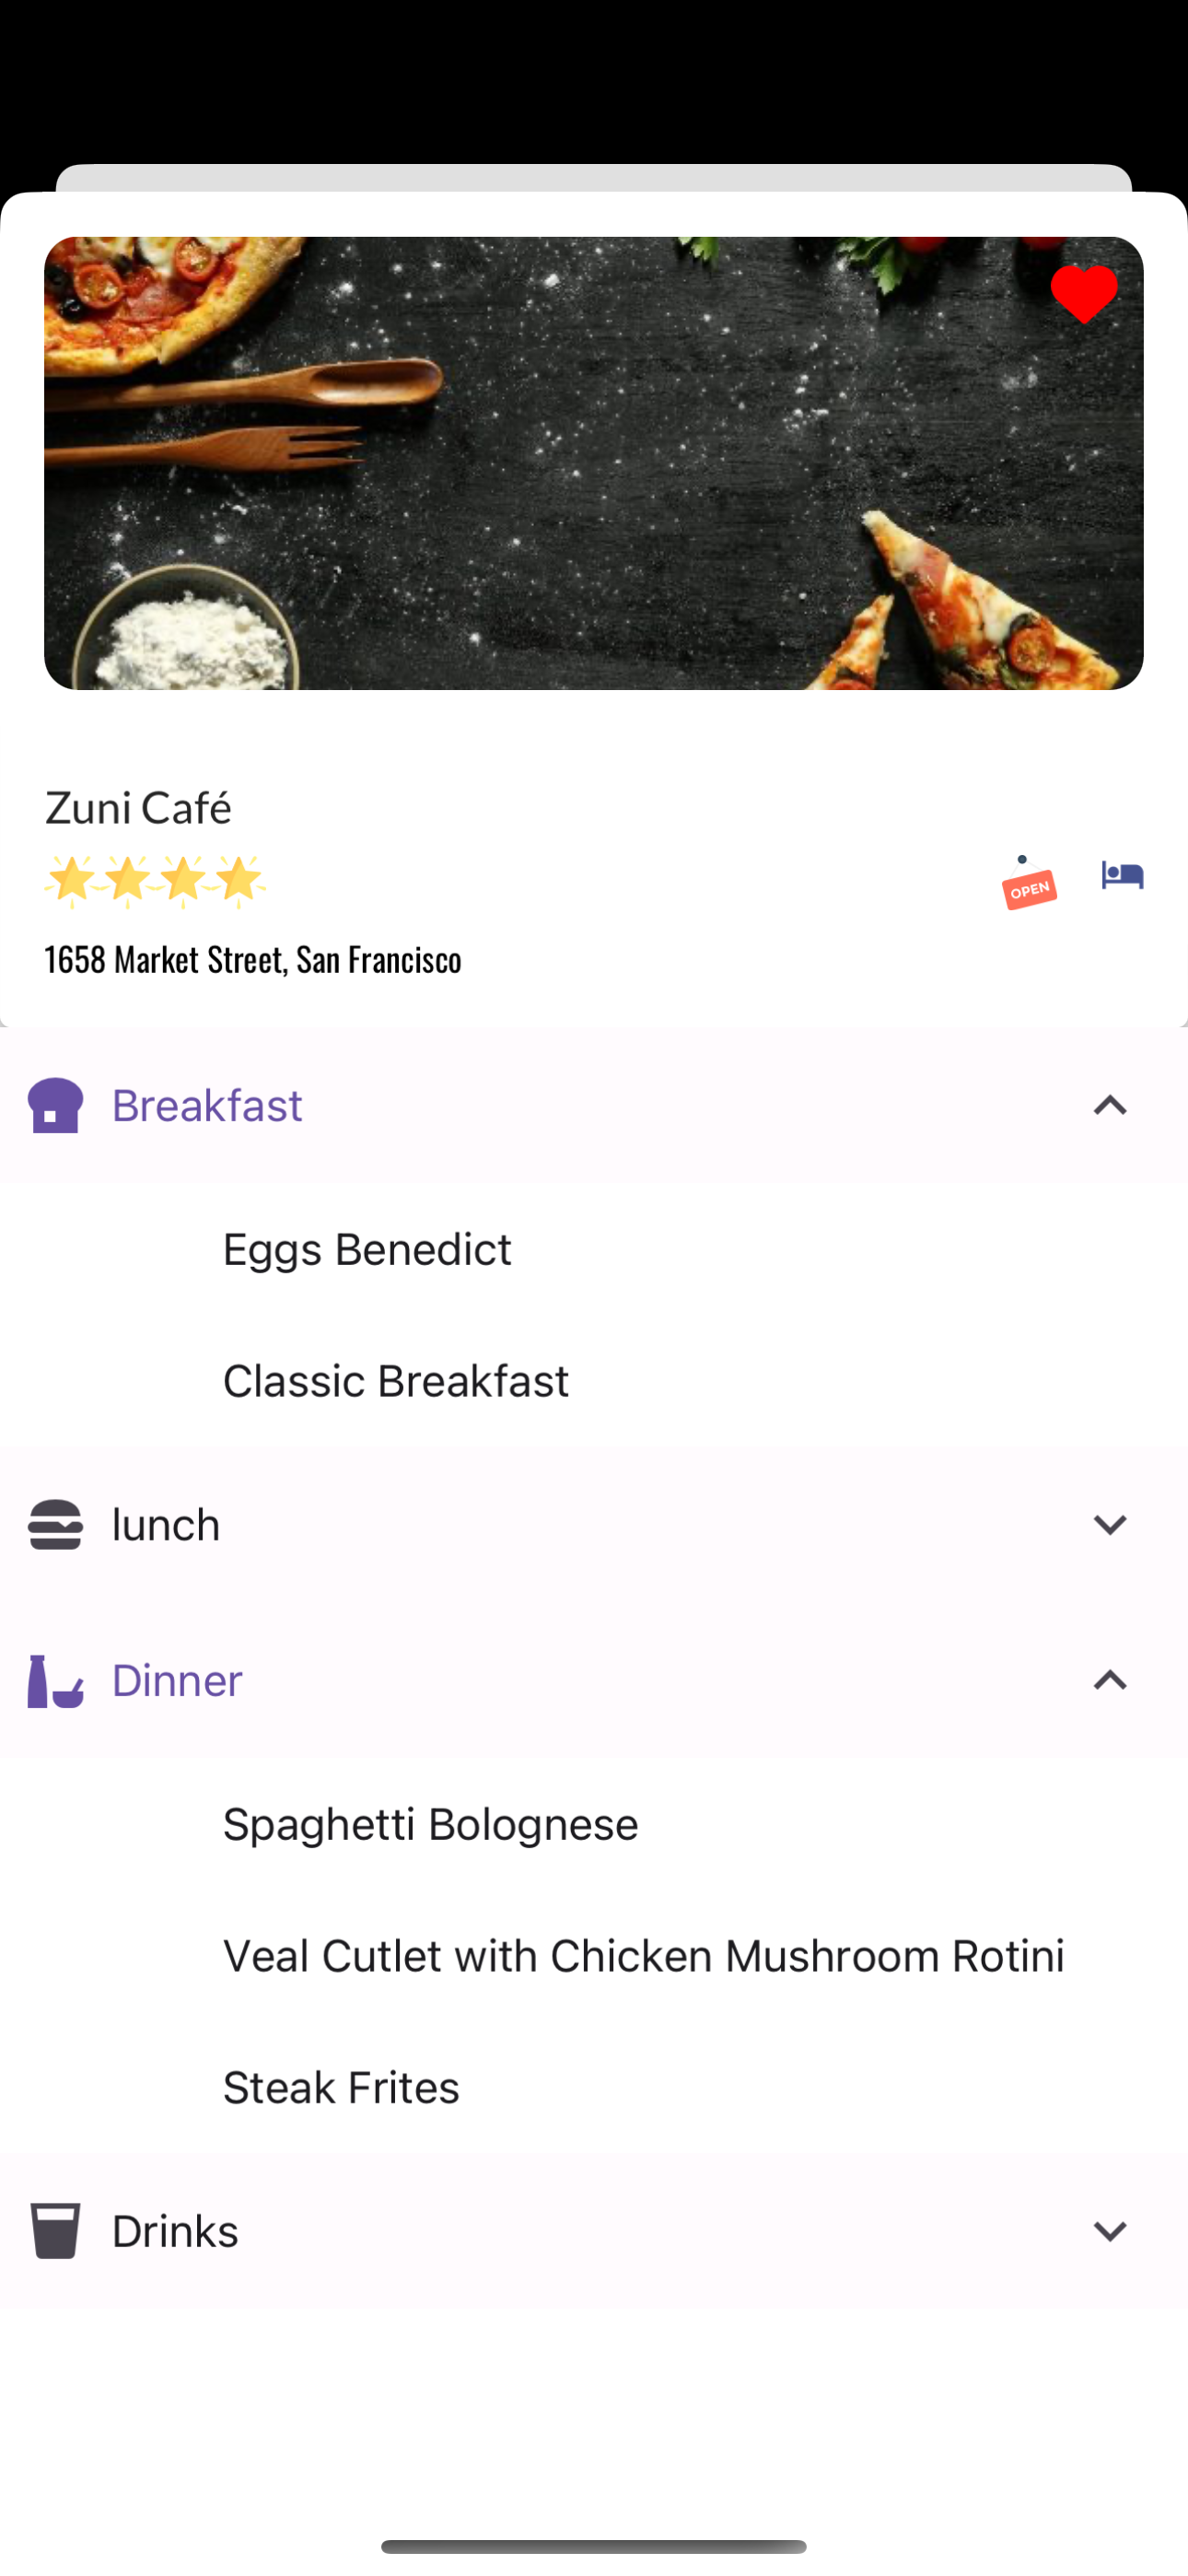 Zuni Café
OPEN
1658 Market Street, San Francisco
Breakfast
Eggs Benedict
Classic Breakfast
lunch
Dinner
Spaghetti Bolognese
Veal Cutlet with Chicken Mushroom Rotini
Steak Frites
Drinks